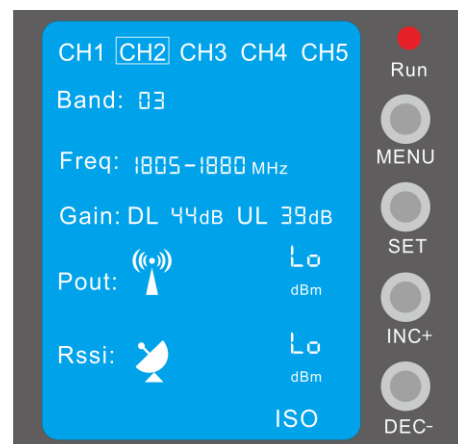 CH1 CH2 CH3 CH4 CH5
Run
Band: 03
MENU
Freq: 1805-1880 MHz
Gain: DL 44dB UL 39dB
SET
Pout: Lo
dBm
INC+
Rssi: Lo
dBm
ISO
DEC-